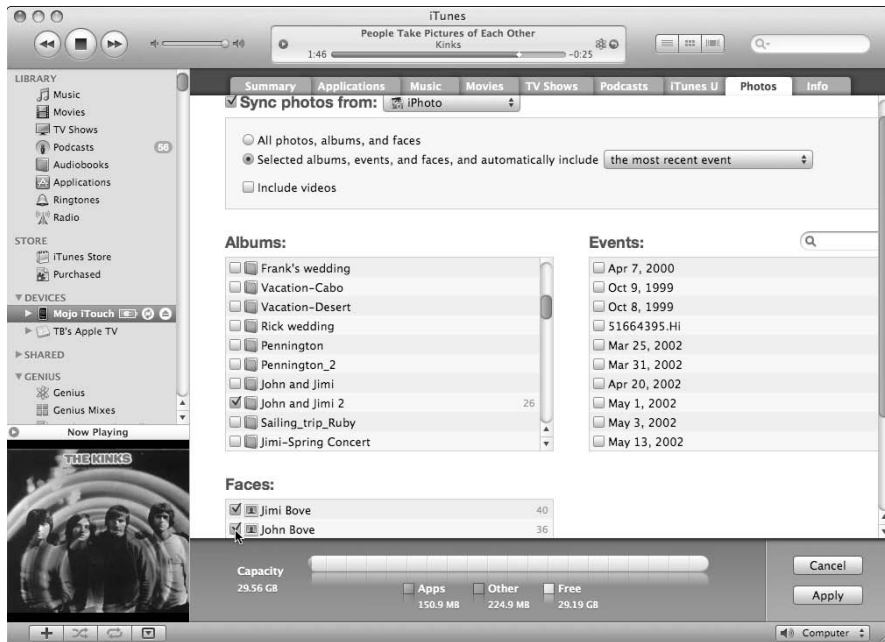 iTunes
People Take Pictures of Each Other
Kinks
1:46
-0:25
Q-
LIBRARY
Music
Movies
TV Shows
Podcasts 56
Audiobooks
Applications
Ringtones
Radio
STORE
iTunes Store
Purchased
DEVICES
Mojo iTouch
TB's Apple TV
SHARED
GENIUS
Genius
Genius Mixes
Now Playing
THE KINKS
Summary Applications Music Movies TV Shows Podcasts iTunes U Photos Info
Sync photos from: iPhoto
All photos, albums, and faces
Selected albums, events, and faces, and automatically include the most recent event
Include videos
Albums:
Frank's wedding
Vacation-Cabo
Vacation-Desert
Rick wedding
Pennington
Pennington_2
John and Jimi
John and Jimi 2 26
Sailing_trip_Ruby
Jimi-Spring Concert
Events:
Apr 7, 2000
Oct 9, 1999
Oct 8, 1999
51664395.Hi
Mar 25, 2002
Mar 31, 2002
Apr 20, 2002
May 1, 2002
May 3, 2002
May 13, 2002
Faces:
Jimi Bove 40
John Bove 36
Capacity
29.56 GB
Apps
150.9 MB
Other
224.9 MB
Free
29.19 GB
Cancel
Apply
Computer